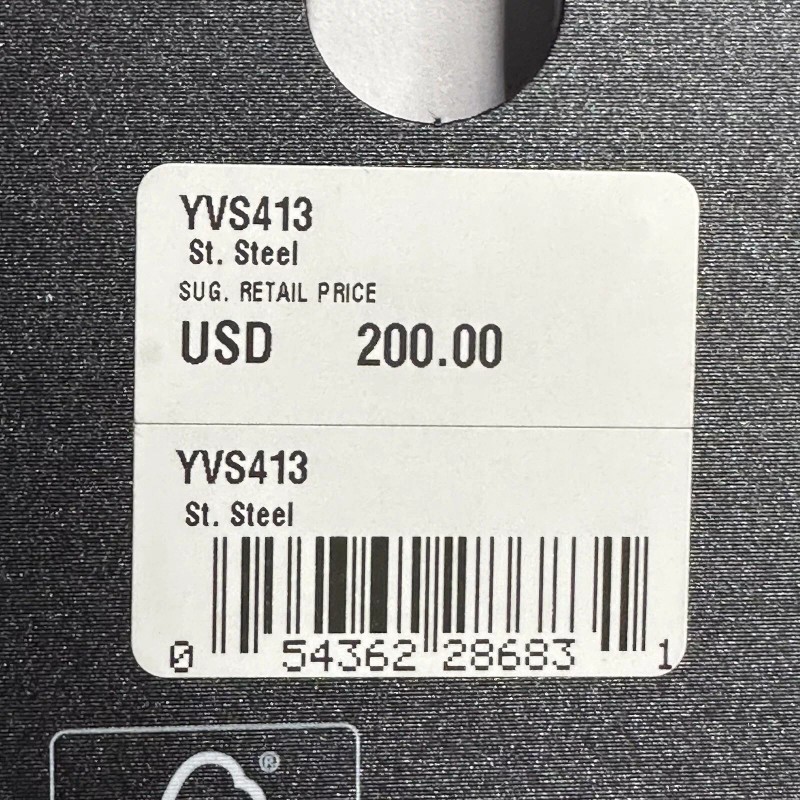 YVS413
St. Steel
SUG. RETAIL PRICE
USD 200.00
YVS413
St. Steel
0 54362 28683 1
®